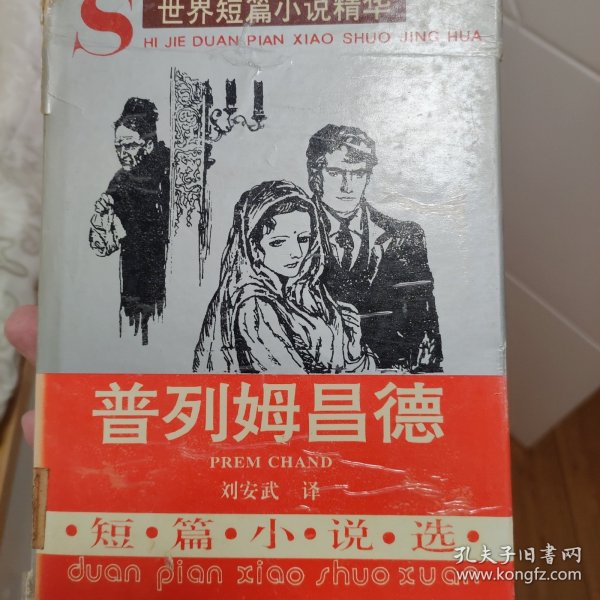 S 世界短篇小说精华
HI JIE DUAN PIAN XIAO SHUO JING HUA
普列姆昌德
PREM CHAND
刘安武 译
·短·篇·小·说·选·
duan pian xiao shuo xuan
孔夫子旧书网
www.kongfz.com